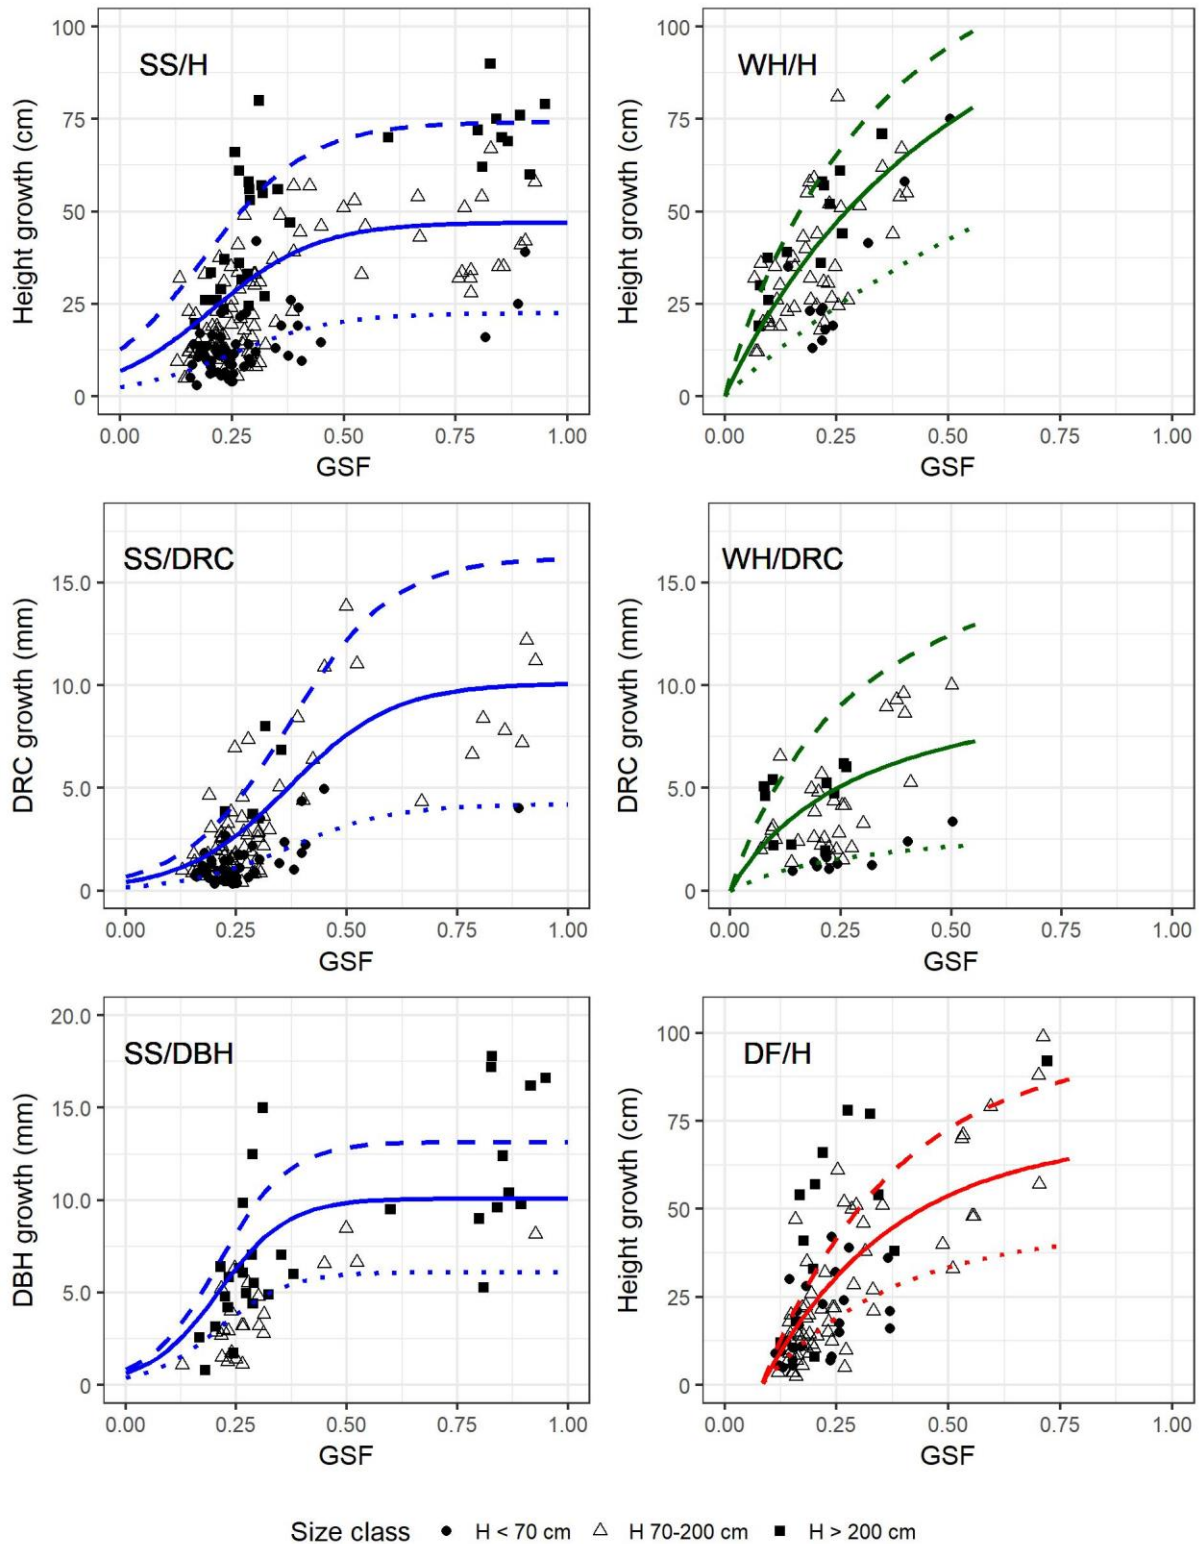 SS/H
Height growth (cm)
100
75
50
25
0
0.00 0.25 0.50 0.75 1.00
GSF
WH/H
Height growth (cm)
100
75
50
25
0
0.00 0.25 0.50 0.75 1.00
GSF
SS/DRC
DRC growth (mm)
15.0
10.0
5.0
0
0.00 0.25 0.50 0.75 1.00
GSF
WH/DRC
DRC growth (mm)
15.0
10.0
5.0
0
0.00 0.25 0.50 0.75 1.00
GSF
SS/DBH
DBH growth (mm)
20.0
15.0
10.0
5.0
0
0.00 0.25 0.50 0.75 1.00
GSF
DF/H
Height growth (cm)
100
75
50
25
0
0.00 0.25 0.50 0.75 1.00
GSF
Size class H < 70 cm H 70-200 cm H > 200 cm